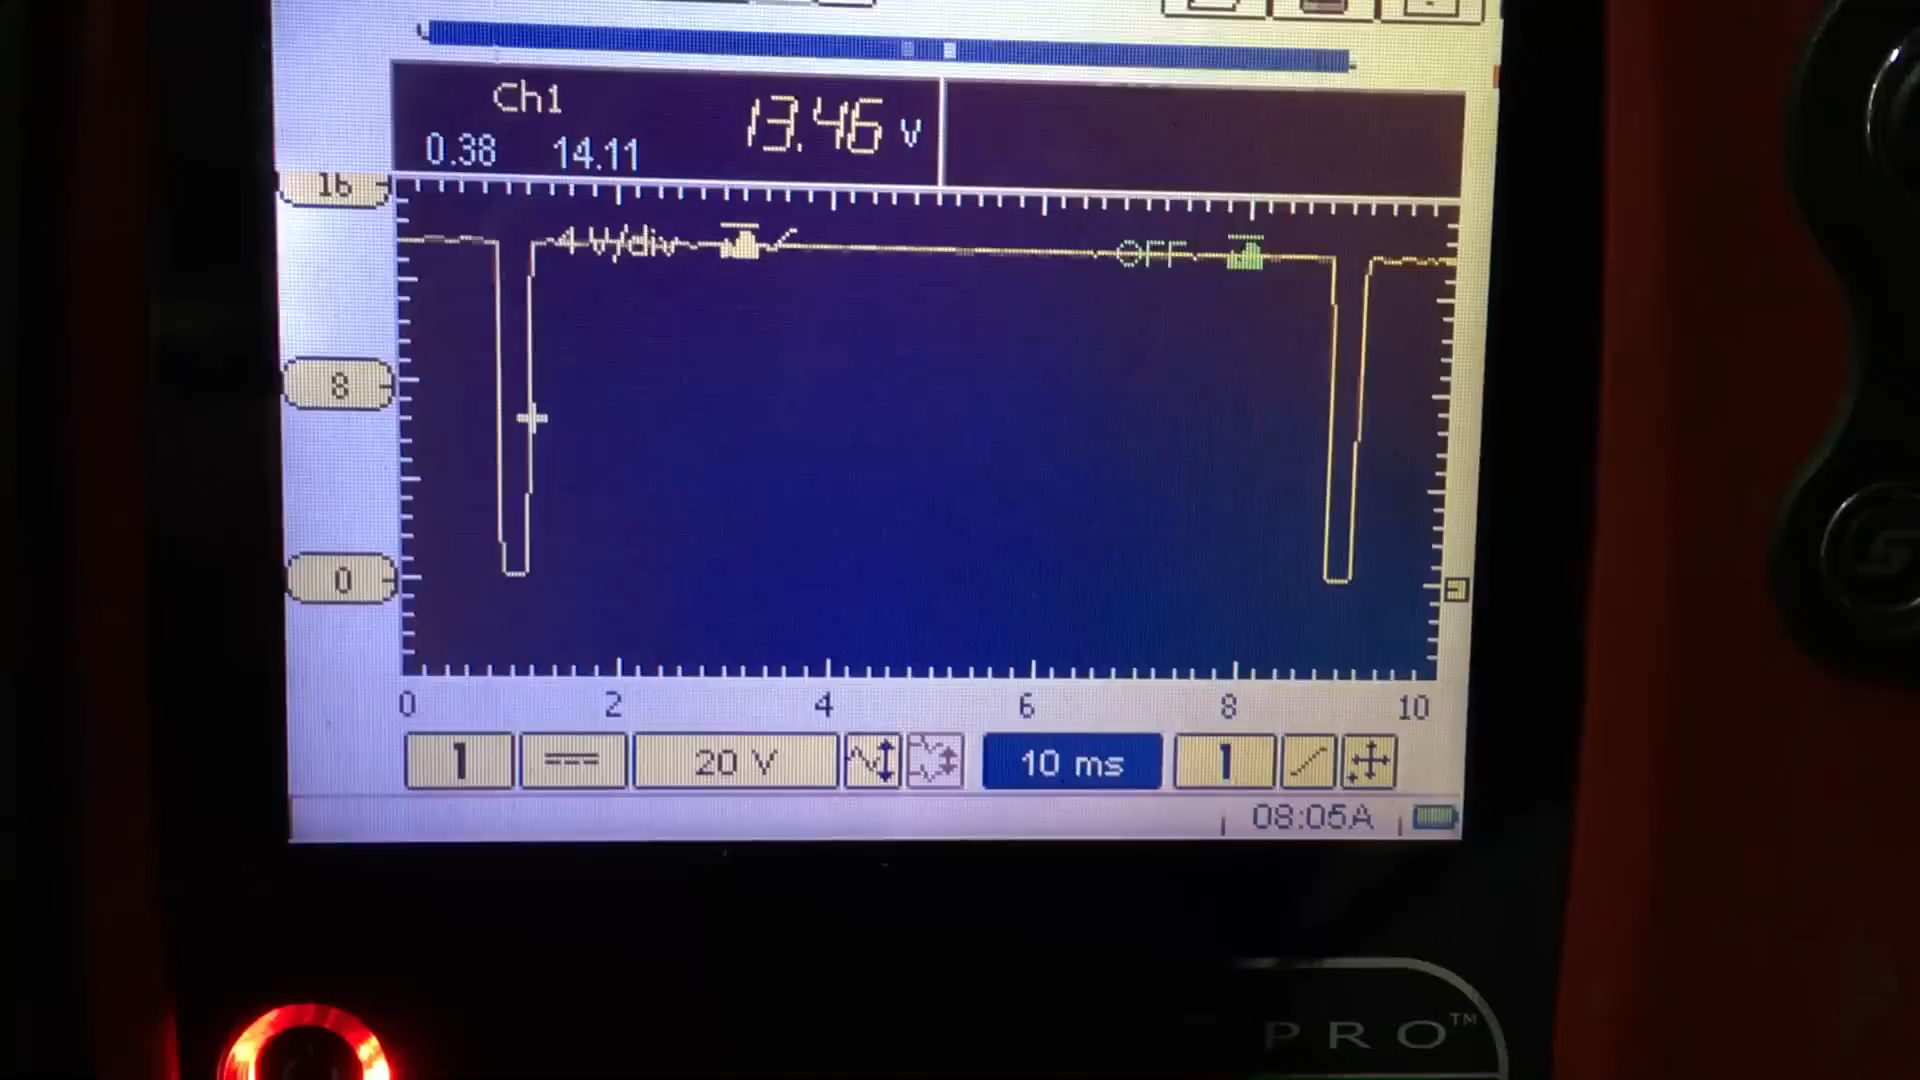 Ch1 13.46 V
0.38 14.11
16
4 V/div OFF
8
0
0 2 4 6 8 10
1 20 V 10 ms 1
08:05A
PRO™